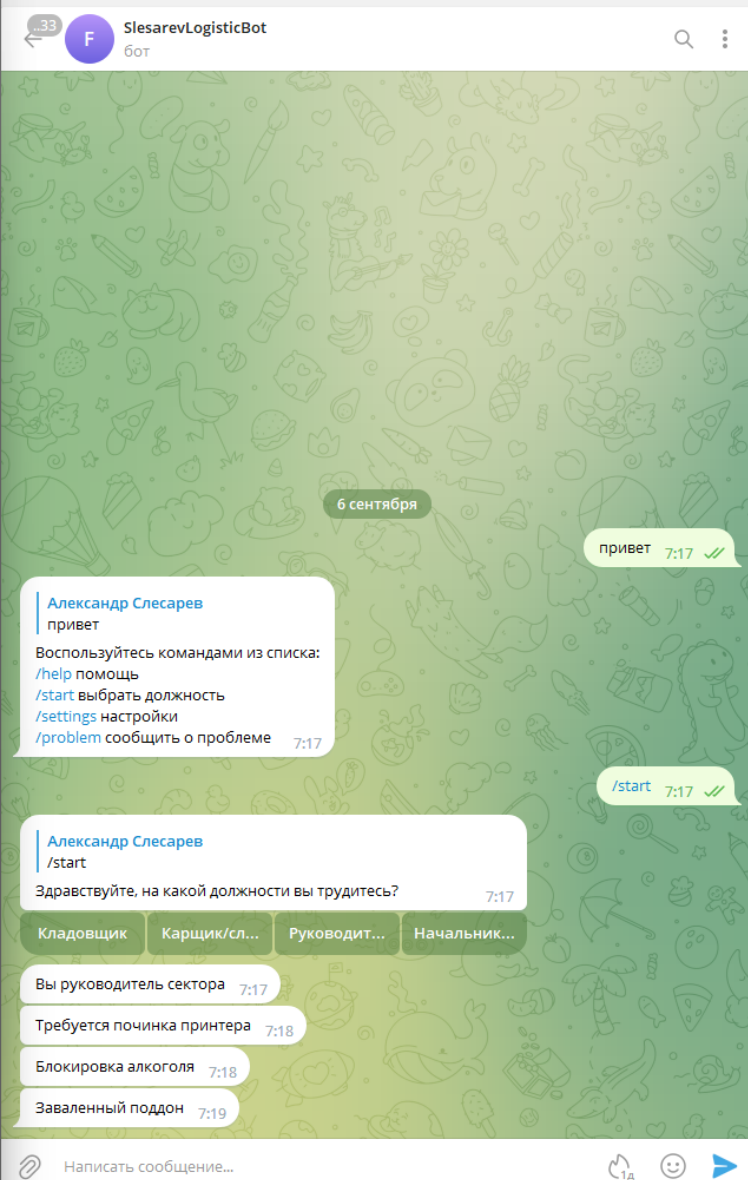 ..33
F
SlesarevLogisticBot
бот
6 сентября
привет 7:17
Александр Слесарев
привет
Воспользуйтесь командами из списка:
/help помощь
/start выбрать должность
/settings настройки
/problem сообщить о проблеме 7:17
/start 7:17
Александр Слесарев
/start
Здравствуйте, на какой должности вы трудитесь? 7:17
Кладовщик Карщик/сл... Руководит... Начальник...
Вы руководитель сектора 7:17
Требуется починка принтера 7:18
Блокировка алкоголя 7:18
Заваленный поддон 7:19
Написать сообщение... 1д